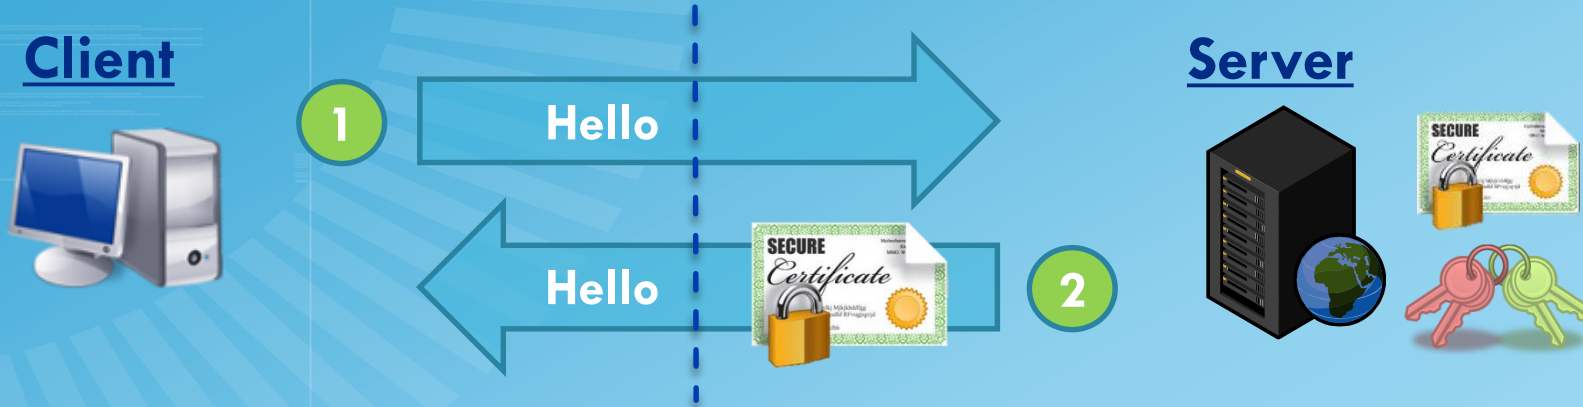 Client
Server
1
Hello
SECURE
Certificate
Hello
SECURE
Certificate
2